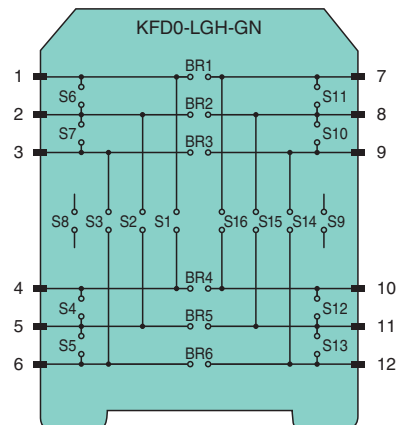 KFD0-LGH-GN
1 BR1 7
S6 S11
2 BR2 8
S7 S10
3 BR3 9
S8 S3 S2 S1 S16 S15 S14 S9
4 BR4 10
S4 S12
5 BR5 11
S5 S13
6 BR6 12